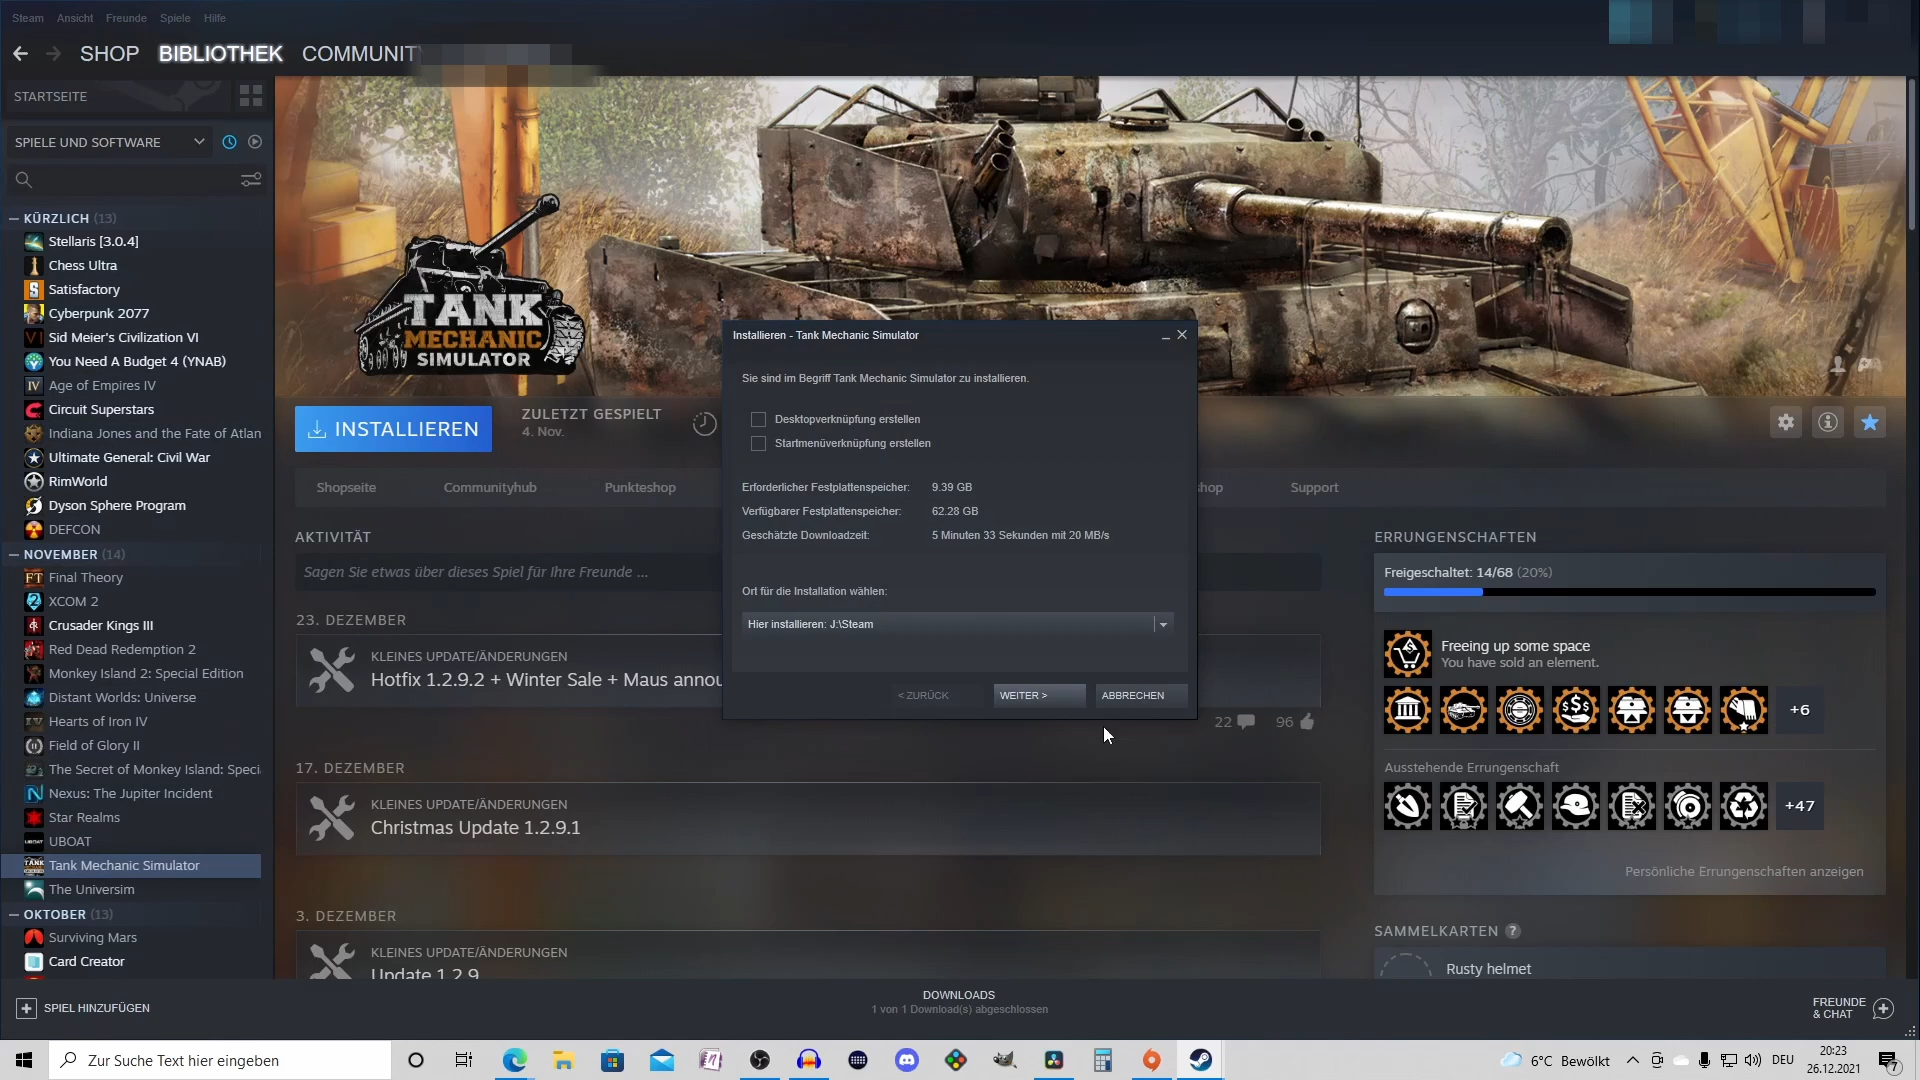 Steam Ansicht Freunde Spiele Hilfe
SHOP BIBLIOTHEK COMMUNIT
STARTSEITE
SPIELE UND SOFTWARE
KÜRZLICH (13)
Stellaris [3.0.4]
Chess Ultra
Satisfactory
Cyberpunk 2077
Sid Meier's Civilization VI
You Need A Budget 4 (YNAB)
Age of Empires IV
Circuit Superstars
Indiana Jones and the Fate of Atlan
Ultimate General: Civil War
RimWorld
Dyson Sphere Program
DEFCON
NOVEMBER (14)
Final Theory
XCOM 2
Crusader Kings III
Red Dead Redemption 2
Monkey Island 2: Special Edition
Distant Worlds: Universe
Hearts of Iron IV
Field of Glory II
The Secret of Monkey Island: Speci
Nexus: The Jupiter Incident
Star Realms
UBOAT
Tank Mechanic Simulator
The Universim
OKTOBER (13)
Surviving Mars
Card Creator
SPIEL HINZUFÜGEN
TANK
MECHANIC
SIMULATOR
INSTALLIEREN
ZULETZT GESPIELT
4. Nov.
Shopseite Communityhub Punkteshop shop Support
AKTIVITÄT
Sagen Sie etwas über dieses Spiel für Ihre Freunde ...
23. DEZEMBER
KLEINES UPDATE/ÄNDERUNGEN
Hotfix 1.2.9.2 + Winter Sale + Maus annou
22 96
17. DEZEMBER
KLEINES UPDATE/ÄNDERUNGEN
Christmas Update 1.2.9.1
3. DEZEMBER
KLEINES UPDATE/ÄNDERUNGEN
Update 1.2.9
Installieren - Tank Mechanic Simulator
Sie sind im Begriff Tank Mechanic Simulator zu installieren.
Desktopverknüpfung erstellen
Startmenüverknüpfung erstellen
Erforderlicher Festplattenspeicher: 9.39 GB
Verfügbarer Festplattenspeicher: 62.28 GB
Geschätzte Downloadzeit: 5 Minuten 33 Sekunden mit 20 MB/s
Ort für die Installation wählen:
Hier installieren: J:\Steam
< ZURÜCK WEITER > ABBRECHEN
ERRUNGENSCHAFTEN
Freigeschaltet: 14/68 (20%)
Freeing up some space
You have sold an element.
+6
Ausstehende Errungenschaft
+47
Persönliche Errungenschaften anzeigen
SAMMELKARTEN ?
Rusty helmet
DOWNLOADS
1 von 1 Download(s) abgeschlossen
FREUNDE
& CHAT
Zur Suche Text hier eingeben
6°C Bewölkt
DEU
20:23
26.12.2021
7